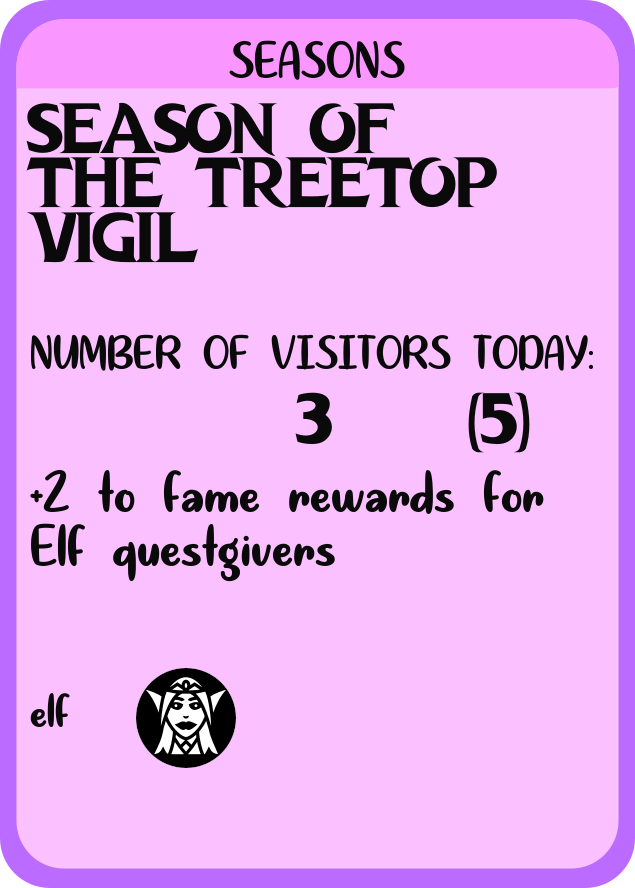 SEASONS
SEASON OF
THE TREETOP
VIGIL
NUMBER OF VISITORS TODAY:
3 (5)
+2 to fame rewards for
Elf questgivers
elf